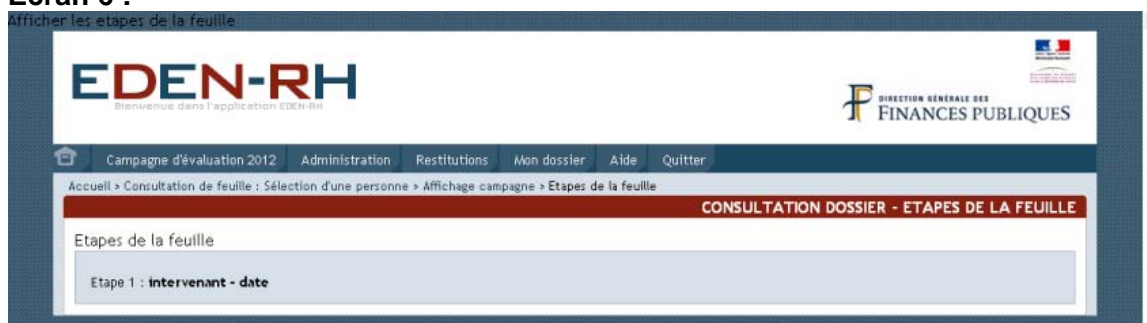 Ecran 6 :
Afficher les etapes de la feuille
EDEN-RH
Bienvenue dans l'application EDEN-RH
DIRECTION GÉNÉRALE DES
FINANCES PUBLIQUES
Campagne d'évaluation 2012 Administration Restitutions Mon dossier Aide Quitter
Accueil > Consultation de feuille : Sélection d'une personne > Affichage campagne > Etapes de la feuille
CONSULTATION DOSSIER - ETAPES DE LA FEUILLE
Etapes de la feuille
Etape 1 : intervenant - date